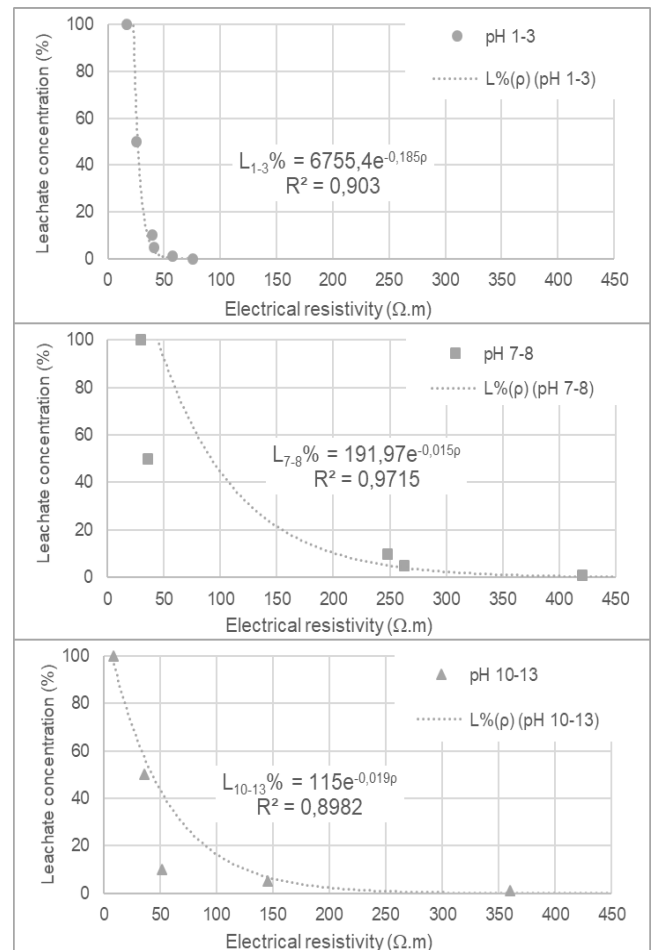 100
80
60
40
20
0
Leachate concentration (%)
pH 1-3
L%(ρ) (pH 1-3)
L1-3% = 6755,4e-0,185ρ
R² = 0,903
0 50 100 150 200 250 300 350 400 450
Electrical resistivity (Ω.m)
100
80
60
40
20
0
Leachate concentration (%)
pH 7-8
L%(ρ) (pH 7-8)
L7-8% = 191,97e-0,015ρ
R² = 0,9715
0 50 100 150 200 250 300 350 400 450
Electrical resistivity (Ω.m)
100
80
60
40
20
0
Leachate concentration (%)
pH 10-13
L%(ρ) (pH 10-13)
L10-13% = 115e-0,019ρ
R² = 0,8982
0 50 100 150 200 250 300 350 400 450
Electrical resistivity (Ω.m)